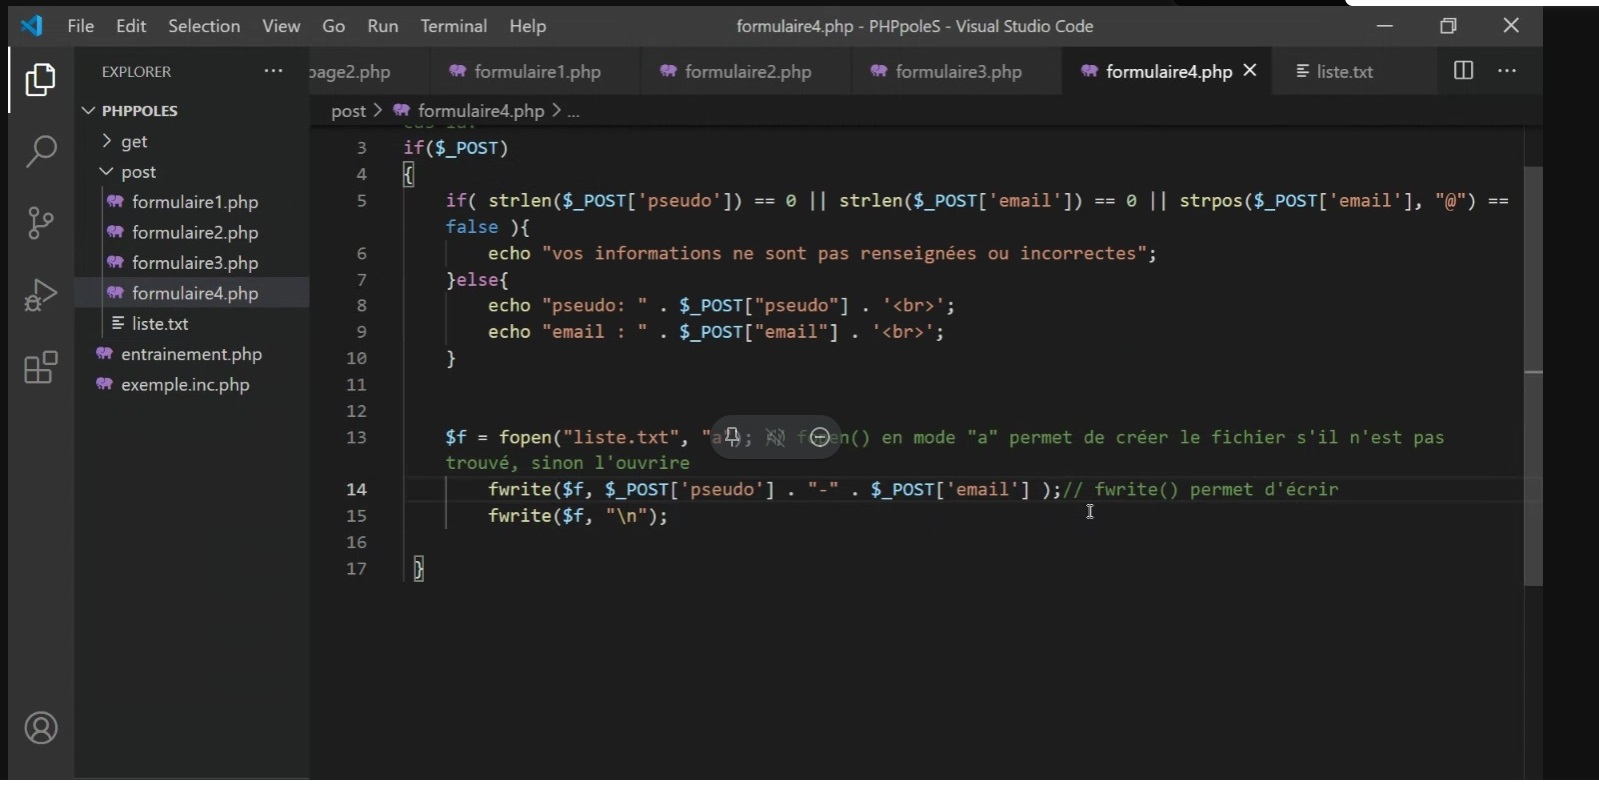 File Edit Selection View Go Run Terminal Help
formulaire4.php - PHPpoleS - Visual Studio Code
EXPLORER
page2.php formulaire1.php formulaire2.php formulaire3.php formulaire4.php liste.txt
PHPPOLES
get
post
formulaire1.php
formulaire2.php
formulaire3.php
formulaire4.php
liste.txt
entrainement.php
exemple.inc.php
post > formulaire4.php > ...
3 if($_POST)
4 {
5 if( strlen($_POST['pseudo']) == 0 || strlen($_POST['email']) == 0 || strpos($_POST['email'], "@") ==
false ){
6 echo "vos informations ne sont pas renseignées ou incorrectes";
7 }else{
8 echo "pseudo: " . $_POST["pseudo"] . '<br>';
9 echo "email : " . $_POST["email"] . '<br>';
10 }
11
12
13 $f = fopen("liste.txt", "a"); fopen() en mode "a" permet de créer le fichier s'il n'est pas
trouvé, sinon l'ouvrire
14 fwrite($f, $_POST['pseudo'] . "-" . $_POST['email'] );// fwrite() permet d'écrir
15 fwrite($f, "\n");
16
17 }